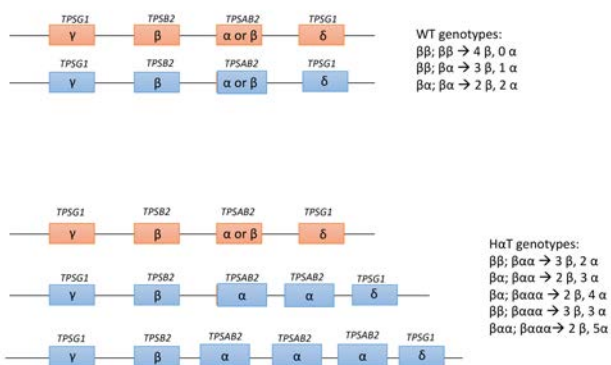 TPSG1 TPSB2 TPSAB2 TPSG1
γ β α or β δ
TPSG1 TPSB2 TPSAB2 TPSG1
γ β α or β δ
WT genotypes:
ββ; ββ → 4 β, 0 α
ββ; βα → 3 β, 1 α
βα; βα → 2 β, 2 α
TPSG1 TPSB2 TPSAB2 TPSG1
γ β α or β δ
TPSG1 TPSB2 TPSAB2 TPSG1
γ β α α δ
TPSG1 TPSB2 TPSAB2 TPSG1
γ β α α α δ
HαT genotypes:
ββ; βαα → 3 β, 2 α
βα; βαα → 2 β, 3 α
βα; βααα → 2 β, 4 α
ββ; βααα → 3 β, 3 α
βαα; βααα→ 2 β, 5α